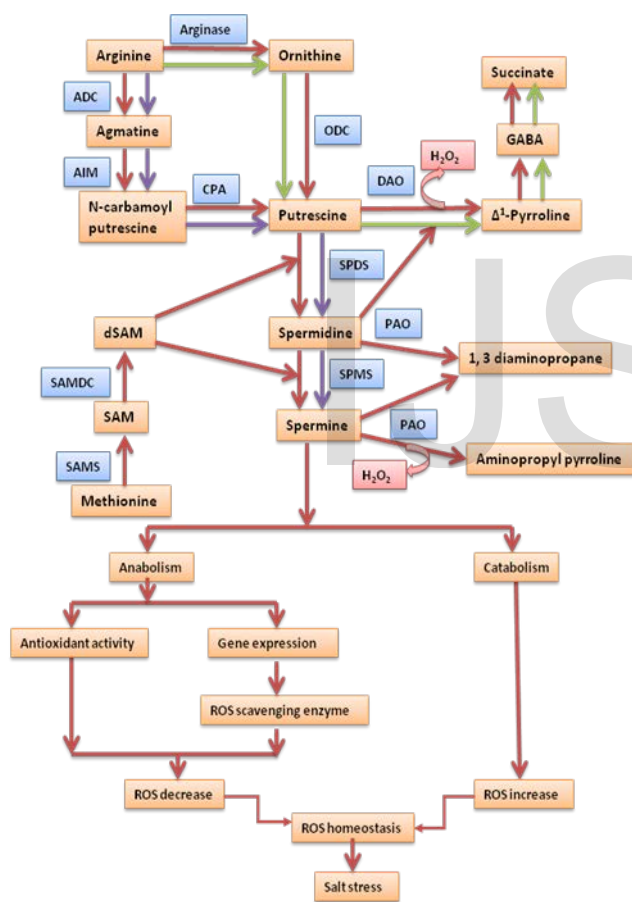 Arginase
Arginine
Ornithine
Succinate
ADC
Agmatine
ODC
H₂O₂
GABA
AIM
CPA
DAO
N-carbamoyl
putrescine
Putrescine
Δ¹-Pyrroline
SPDS
dSAM
Spermidine
PAO
1, 3 diaminopropane
SAMDC
SPMS
SAM
Spermine
PAO
SAMS
H₂O₂
Aminopropyl pyrroline
Methionine
IJS
Anabolism
Catabolism
Antioxidant activity
Gene expression
ROS scavenging enzyme
ROS decrease
ROS increase
ROS homeostasis
Salt stress